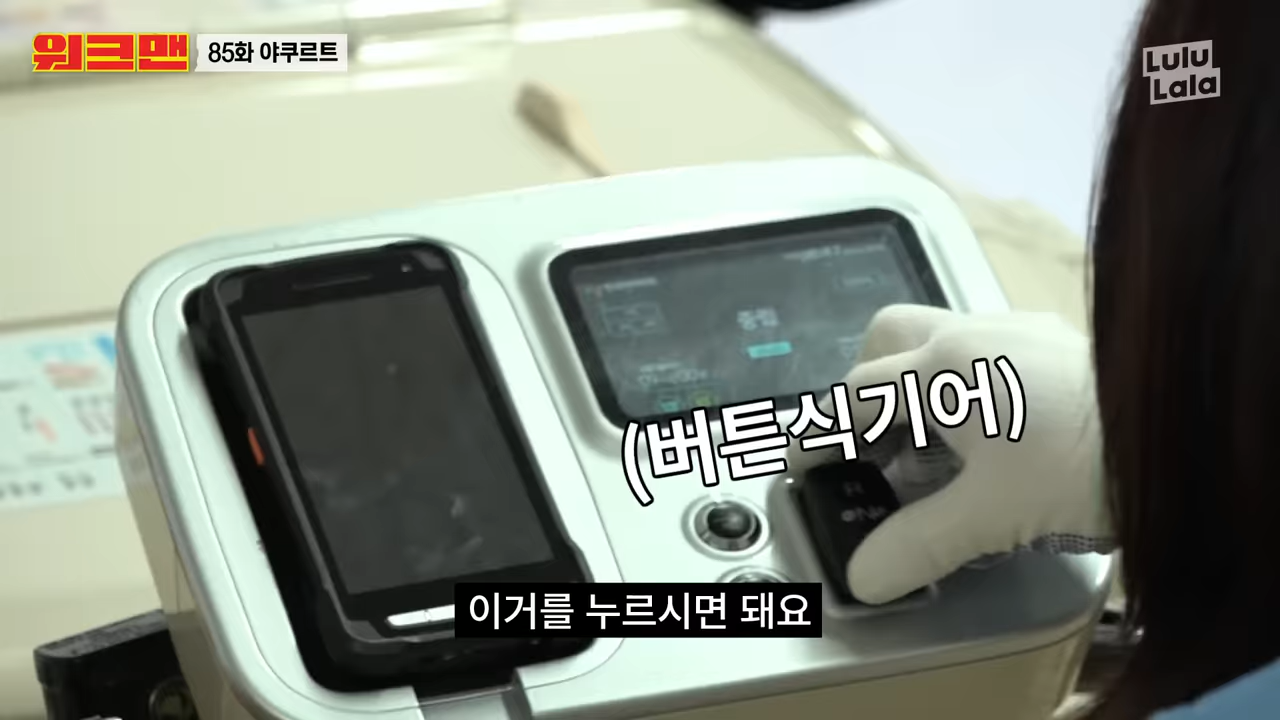 워크맨 85화 야쿠르트
Lulu
Lala
(버튼식기어)
이거를 누르시면 돼요